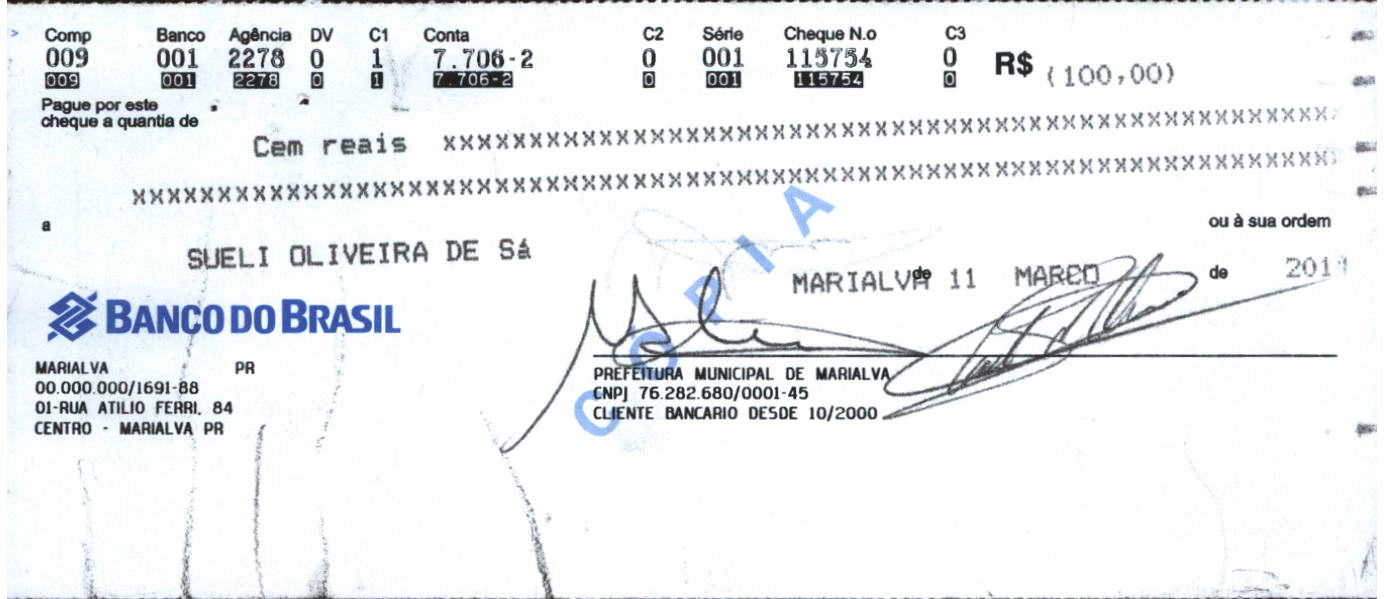 Comp Banco Agência DV C1 Conta C2 Série Cheque N.o C3
009 001 2278 0 1 7.706-2 0 001 115754 0 R$ (100,00)
009 001 2278 0 1 7.706-2 0 001 115754 0
Pague por este
cheque a quantia de
Cem reais xxxxxxxxxxxxxxxxxxxxxxxxxxxxxxxxxxxxxxxxxxxxxxxxxxxxxxxxxxx
xxxxxxxxxxxxxxxxxxxxxxxxxxxxxxxxxxxxxxxxxxxxxxxxxxxxxxxxxxxxxxxxxxxxxxxxxxxxxx
a ou à sua ordem
SUELI OLIVEIRA DE Sá
MARIALVA de 11 MARCO de 2011
BANCO DO BRASIL
COPIA
MARIALVA PR
00.000.000/1691-88
01-RUA ATILIO FERRI, 84
CENTRO - MARIALVA PR
PREFEITURA MUNICIPAL DE MARIALVA
CNPJ 76.282.680/0001-45
CLIENTE BANCARIO DESDE 10/2000